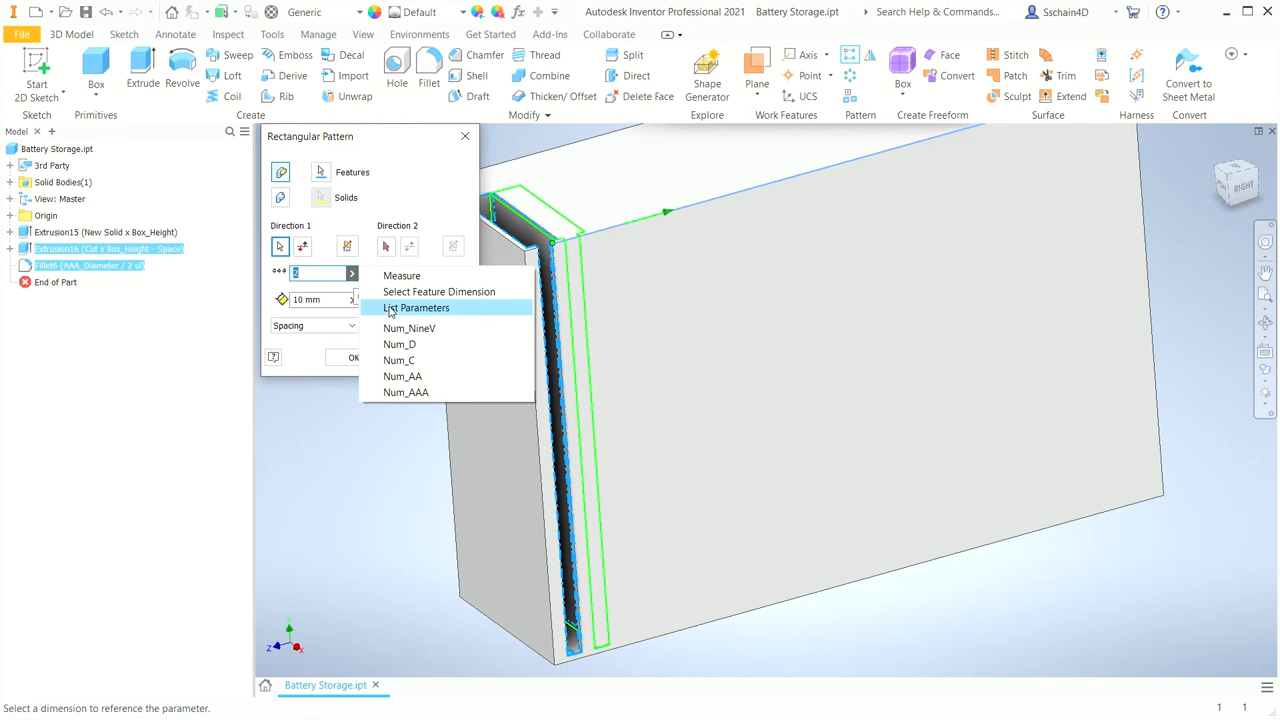 Generic
Default
Autodesk Inventor Professional 2021
Battery Storage.ipt
Search Help & Commands...
Sschain4D
File
3D Model
Sketch
Annotate
Inspect
Tools
Manage
View
Environments
Get Started
Add-Ins
Collaborate
Start
2D Sketch
Box
Extrude
Revolve
Sweep
Emboss
Decal
Loft
Derive
Import
Coil
Rib
Unwrap
Hole
Fillet
Chamfer
Thread
Split
Shell
Combine
Direct
Draft
Thicken/ Offset
Delete Face
Shape
Generator
Plane
Axis
Point
UCS
Box
Face
Convert
Stitch
Patch
Trim
Sculpt
Extend
Convert to
Sheet Metal
Sketch
Primitives
Create
Modify
Explore
Work Features
Pattern
Create Freeform
Surface
Harness
Convert
Model
Battery Storage.ipt
3rd Party
Solid Bodies(1)
View: Master
Origin
Extrusion15 (New Solid x Box_Height)
Extrusion16 (Cut x Box_Height - Space)
Fillet6 (AAA_Diameter / 2 ul)
End of Part
Rectangular Pattern
Features
Solids
Direction 1
Direction 2
2
10 mm
Spacing
OK
Measure
Select Feature Dimension
List Parameters
Num_NineV
Num_D
Num_C
Num_AA
Num_AAA
RIGHT
Y
Z
X
Battery Storage.ipt
Select a dimension to reference the parameter.
1
1